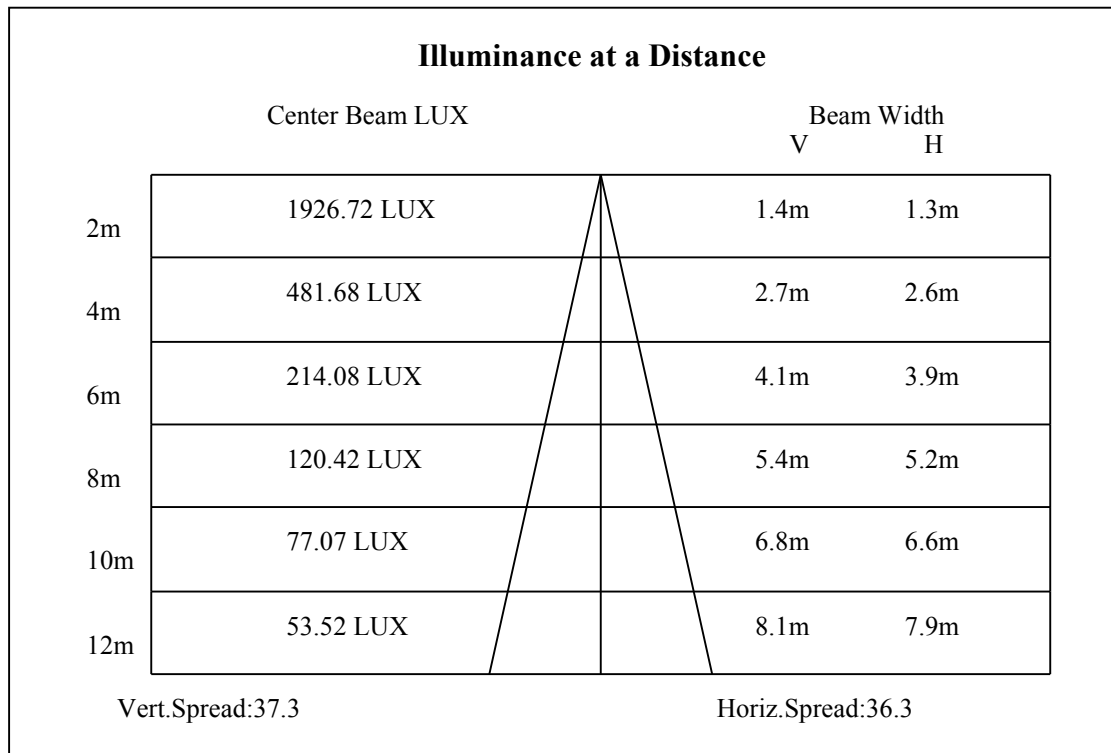 Illuminance at a Distance
Center Beam LUX Beam Width
V H
2m 1926.72 LUX 1.4m 1.3m
4m 481.68 LUX 2.7m 2.6m
6m 214.08 LUX 4.1m 3.9m
8m 120.42 LUX 5.4m 5.2m
10m 77.07 LUX 6.8m 6.6m
12m 53.52 LUX 8.1m 7.9m
Vert.Spread:37.3 Horiz.Spread:36.3